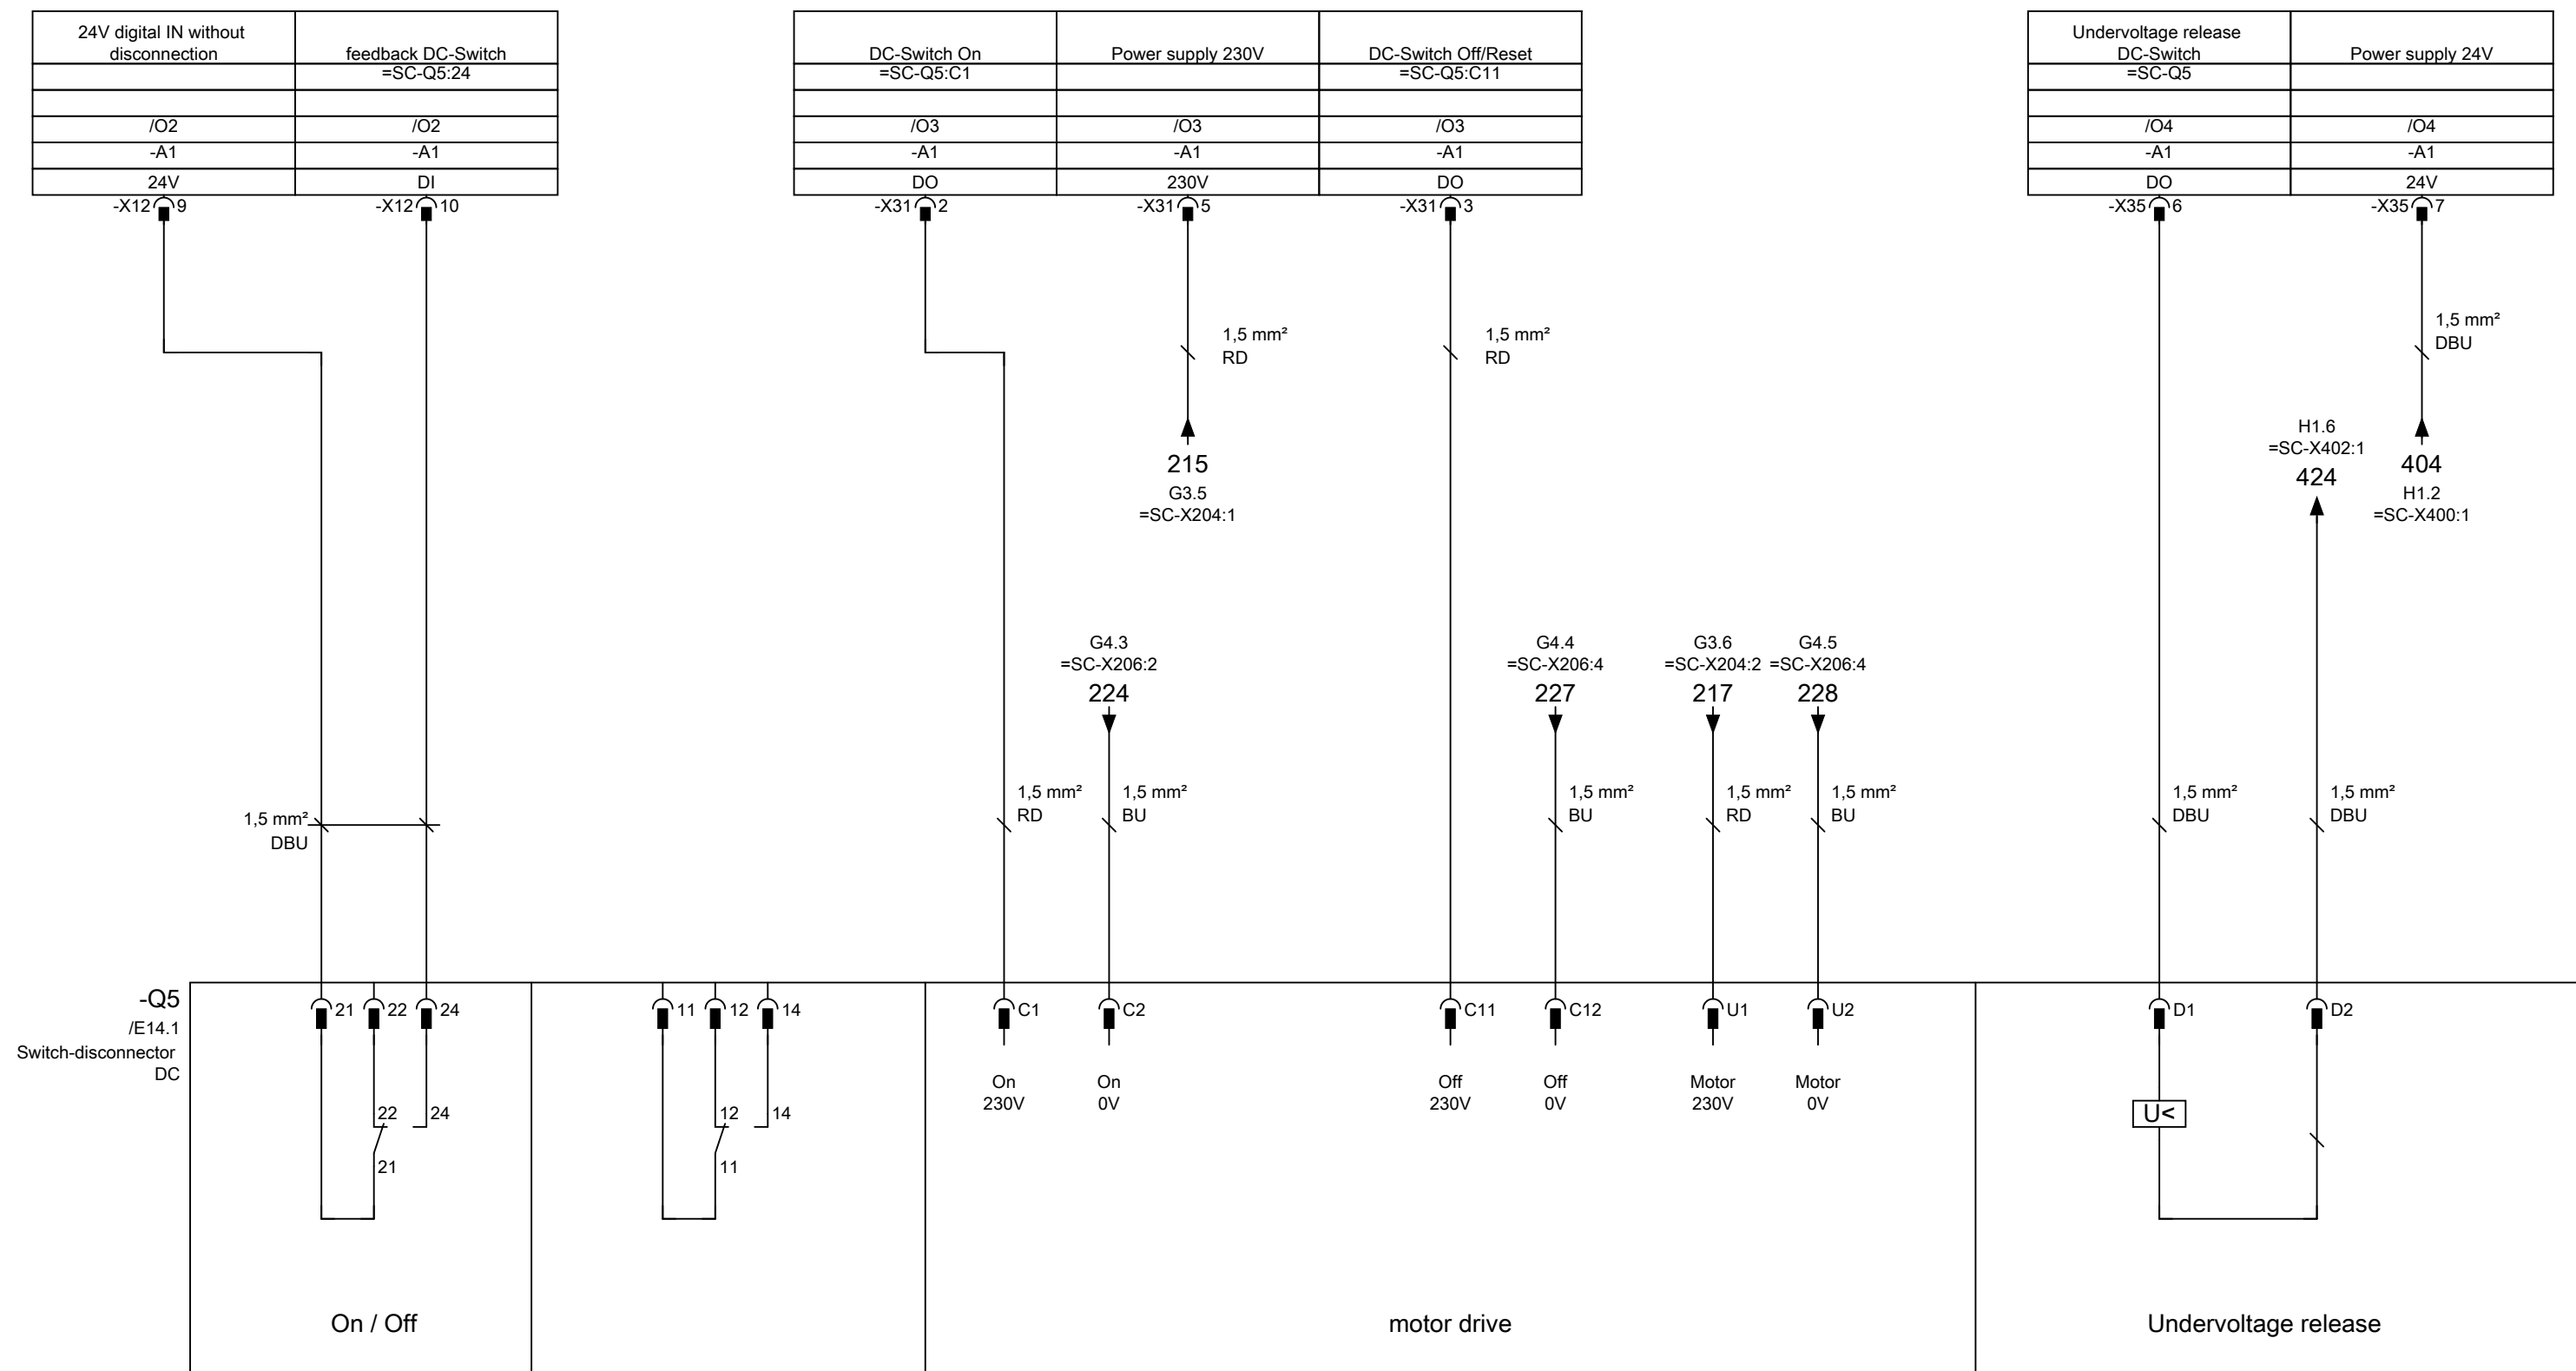 24V digital IN without
disconnection
feedback DC-Switch
=SC-Q5:24
/O2
/O2
-A1
-A1
24V
DI
-X12
9
-X12
10
DC-Switch On
Power supply 230V
DC-Switch Off/Reset
=SC-Q5:C1
=SC-Q5:C11
/O3
/O3
/O3
-A1
-A1
-A1
DO
230V
DO
-X31
2
-X31
5
-X31
3
Undervoltage release
DC-Switch
Power supply 24V
=SC-Q5
/O4
/O4
-A1
-A1
DO
24V
-X35
6
-X35
7
1,5 mm²
RD
1,5 mm²
RD
1,5 mm²
DBU
215
G3.5
=SC-X204:1
H1.6
=SC-X402:1
424
404
H1.2
=SC-X400:1
G4.3
=SC-X206:2
224
G4.4
=SC-X206:4
227
G3.6
=SC-X204:2
217
G4.5
=SC-X206:4
228
1,5 mm²
DBU
1,5 mm²
RD
1,5 mm²
BU
1,5 mm²
BU
1,5 mm²
RD
1,5 mm²
BU
1,5 mm²
DBU
1,5 mm²
DBU
-Q5
/E14.1
Switch-disconnector
DC
21
22
24
11
12
14
C1
C2
C11
C12
U1
U2
D1
D2
On
230V
On
0V
Off
230V
Off
0V
Motor
230V
Motor
0V
22
24
21
12
14
11
U<
On / Off
motor drive
Undervoltage release